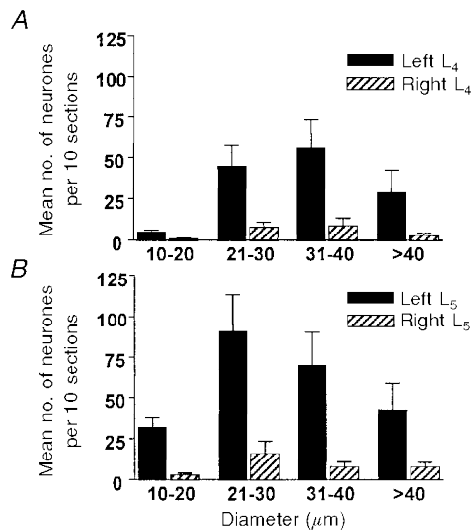 A
Mean no. of neurones
per 10 sections
125
100
75
50
25
0
Left L4
Right L4
10-20 21-30 31-40 >40
B
Mean no. of neurones
per 10 sections
125
100
75
50
25
0
Left L5
Right L5
10-20 21-30 31-40 >40
Diameter (μm)